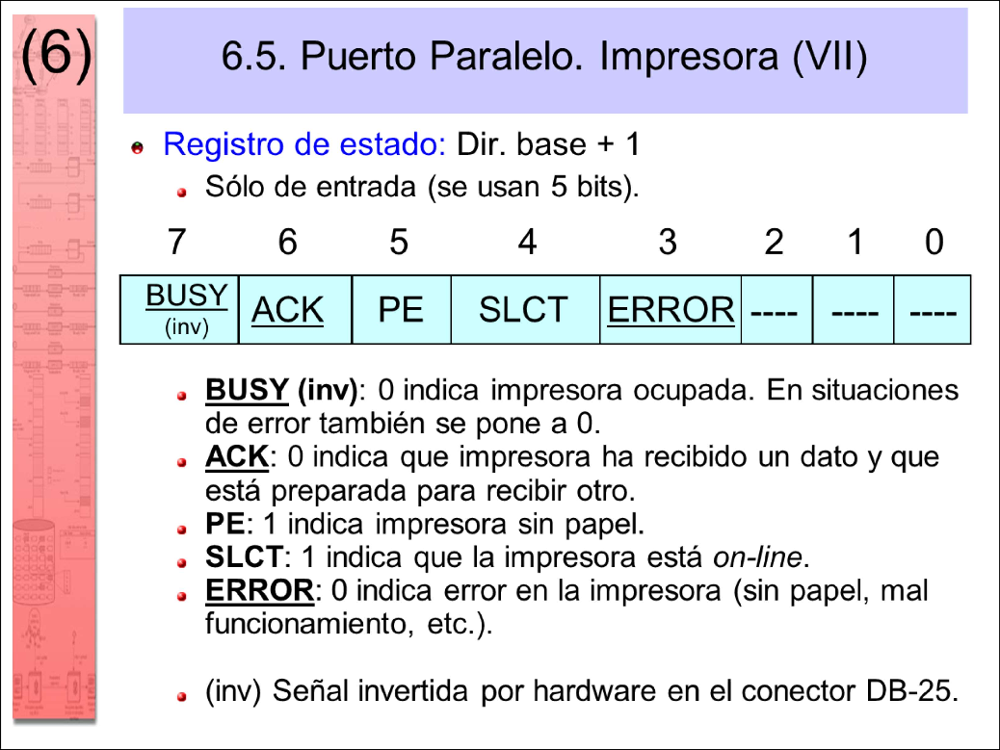 (6)
6.5. Puerto Paralelo. Impresora (VII)
Registro de estado: Dir. base + 1
Sólo de entrada (se usan 5 bits).
7 6 5 4 3 2 1 0
BUSY (inv) ACK PE SLCT ERROR ---- ---- ----
BUSY (inv): 0 indica impresora ocupada. En situaciones
de error también se pone a 0.
ACK: 0 indica que impresora ha recibido un dato y que
está preparada para recibir otro.
PE: 1 indica impresora sin papel.
SLCT: 1 indica que la impresora está on-line.
ERROR: 0 indica error en la impresora (sin papel, mal
funcionamiento, etc.).
(inv) Señal invertida por hardware en el conector DB-25.